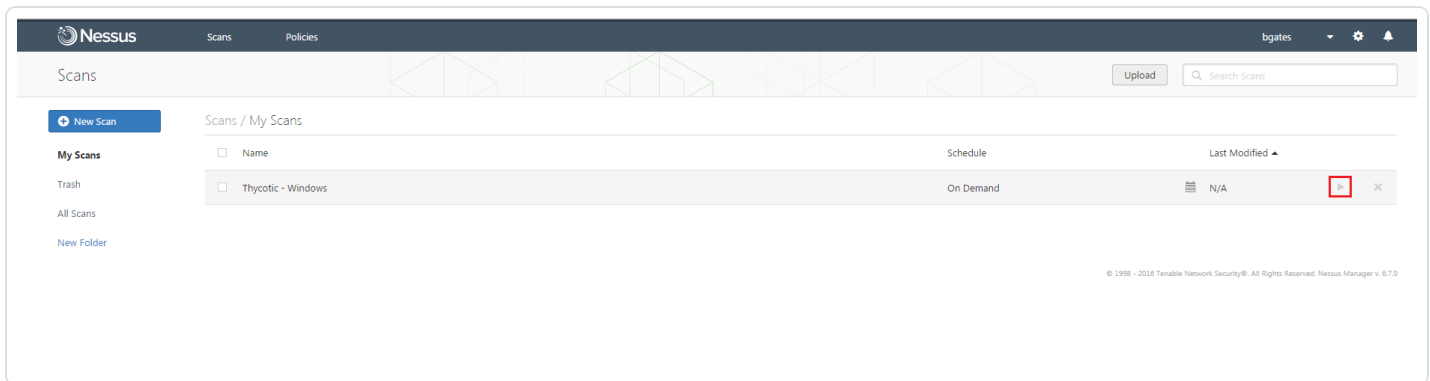 Nessus Scans Policies bgates
Scans Upload Search Scans
New Scan
Scans / My Scans
My Scans
Name Schedule Last Modified
Trash
Thycotic - Windows On Demand N/A
All Scans
New Folder
© 1998 - 2016 Tenable Network Security®. All Rights Reserved. Nessus Manager v. 6.7.0